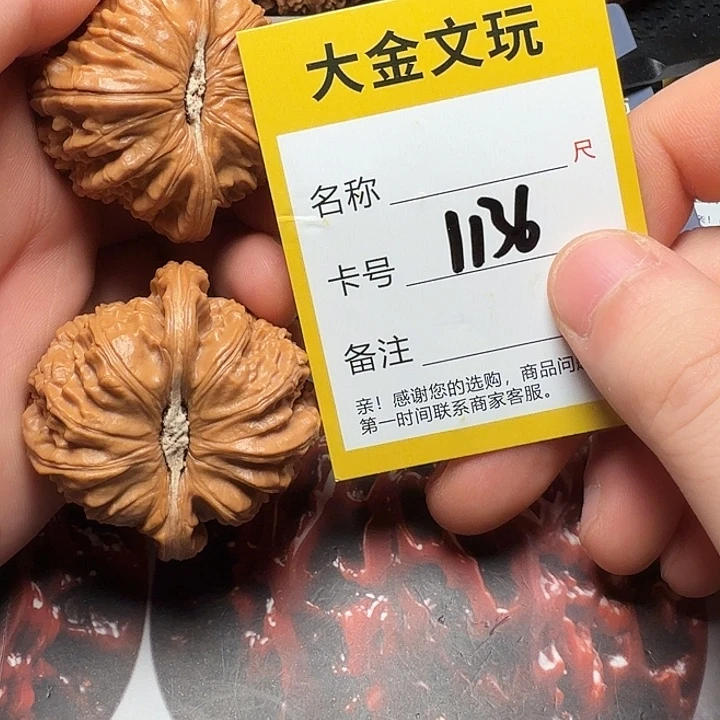 大金文玩
名称 尺
卡号 1136
备注
亲！感谢您的选购，商品问
第一时间联系商家客服。